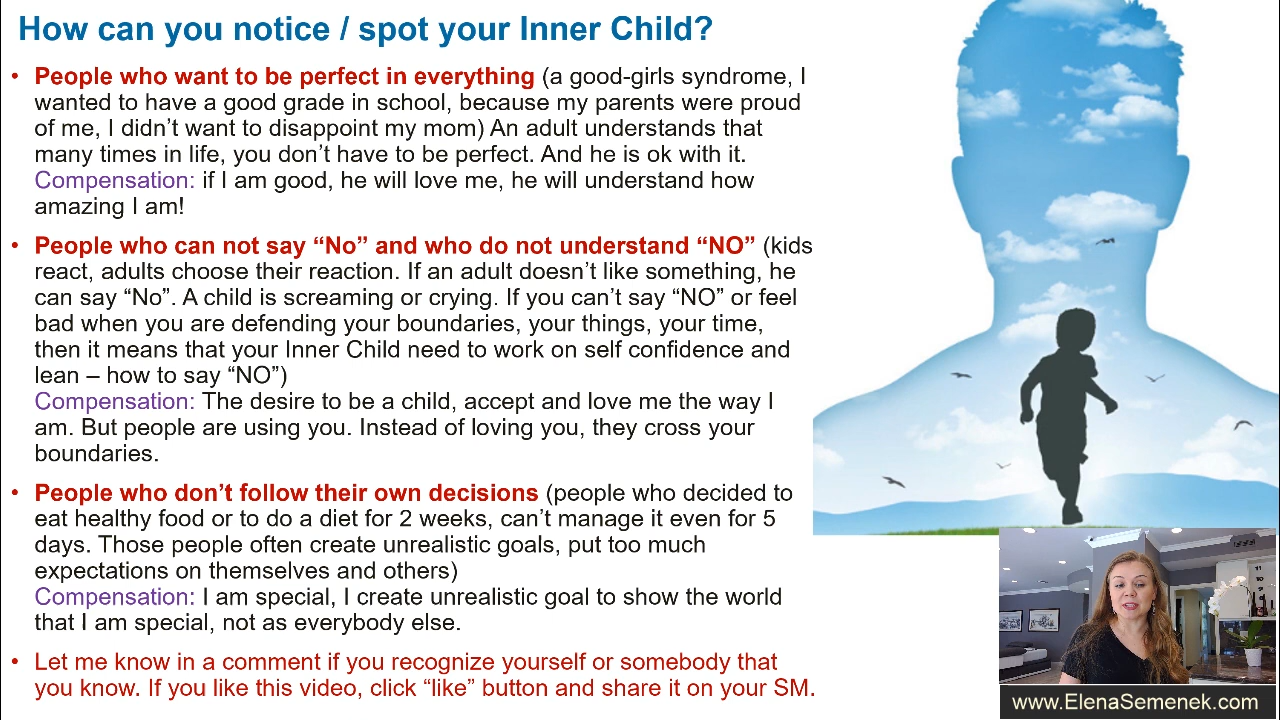 How can you notice / spot your Inner Child?
• People who want to be perfect in everything (a good-girls syndrome, I
wanted to have a good grade in school, because my parents were proud
of me, I didn’t want to disappoint my mom) An adult understands that
many times in life, you don’t have to be perfect. And he is ok with it.
Compensation: if I am good, he will love me, he will understand how
amazing I am!
• People who can not say “No” and who do not understand “NO” (kids
react, adults choose their reaction. If an adult doesn’t like something, he
can say “No”. A child is screaming or crying. If you can’t say “NO” or feel
bad when you are defending your boundaries, your things, your time,
then it means that your Inner Child need to work on self confidence and
lean – how to say “NO”)
Compensation: The desire to be a child, accept and love me the way I
am. But people are using you. Instead of loving you, they cross your
boundaries.
• People who don’t follow their own decisions (people who decided to
eat healthy food or to do a diet for 2 weeks, can’t manage it even for 5
days. Those people often create unrealistic goals, put too much
expectations on themselves and others)
Compensation: I am special, I create unrealistic goal to show the world
that I am special, not as everybody else.
• Let me know in a comment if you recognize yourself or somebody that
you know. If you like this video, click “like” button and share it on your SM.
www.ElenaSemenek.com